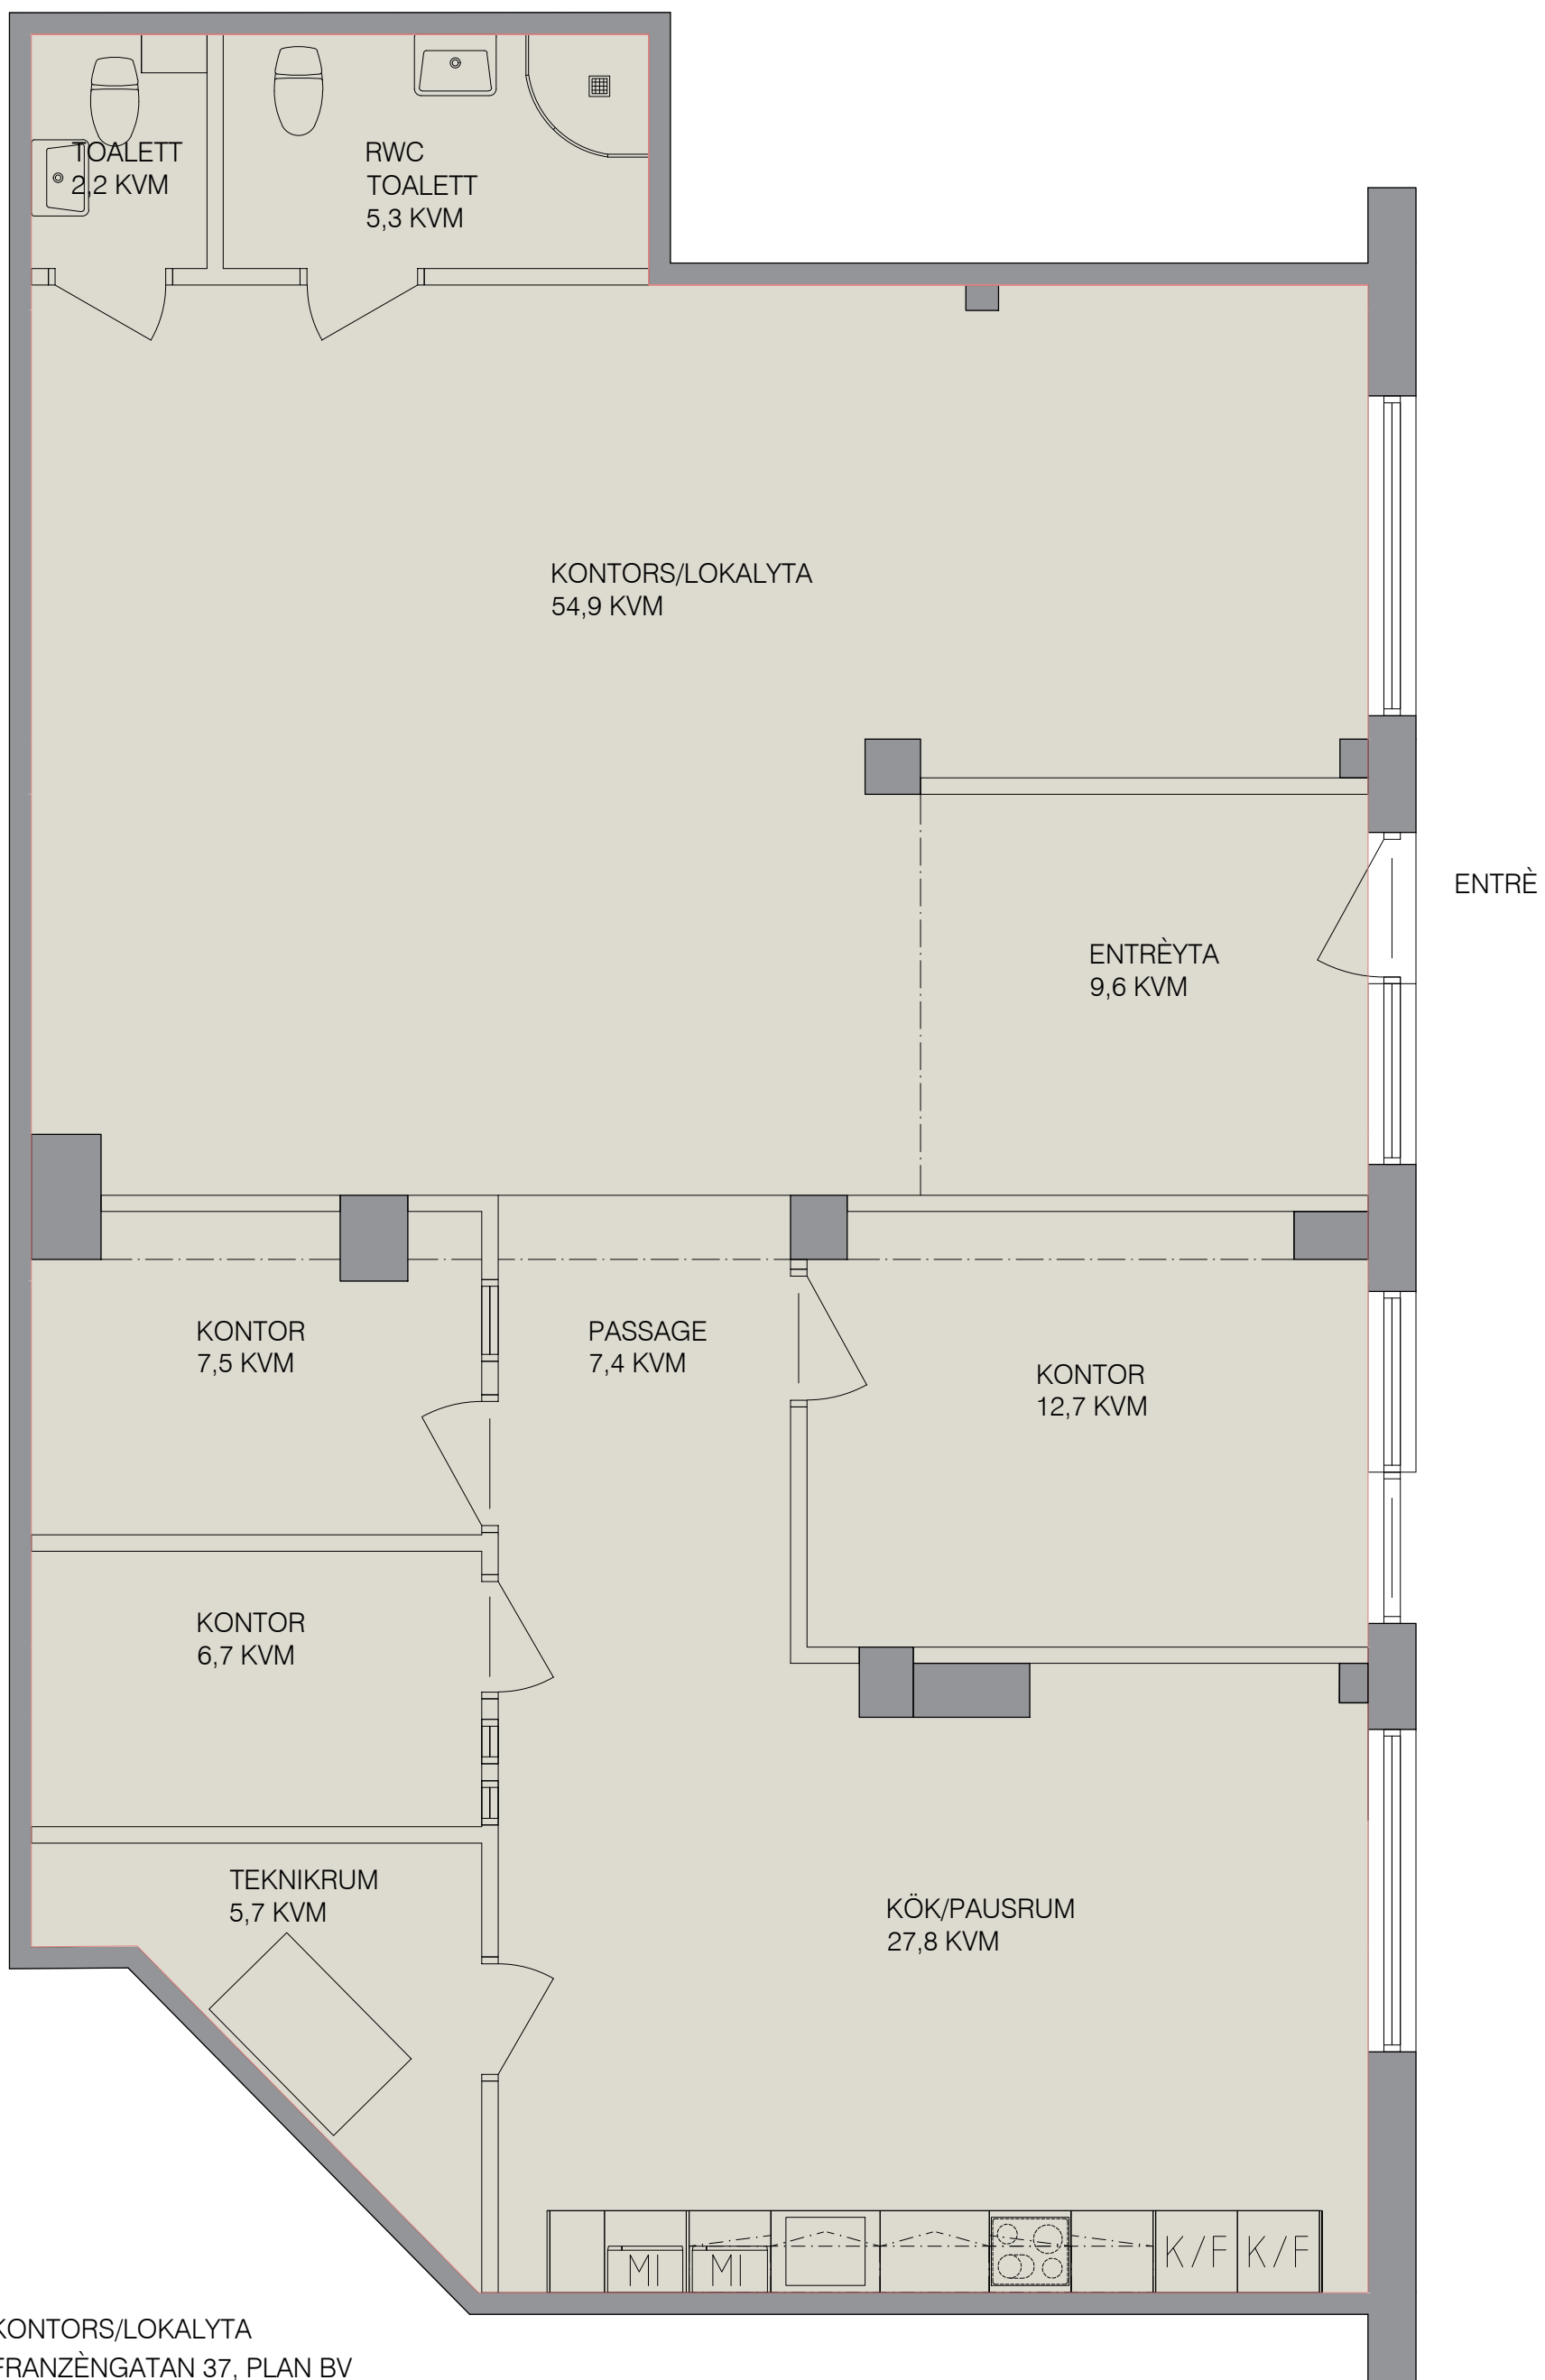 TOALETT
2,2 KVM
RWC
TOALETT
5,3 KVM
KONTORS/LOKALYTA
54,9 KVM
ENTRÈ
ENTRÈYTA
9,6 KVM
KONTOR
7,5 KVM
PASSAGE
7,4 KVM
KONTOR
12,7 KVM
KONTOR
6,7 KVM
TEKNIKRUM
5,7 KVM
KÖK/PAUSRUM
27,8 KVM
MI
MI
K/F
K/F
KONTORS/LOKALYTA
FRANZÈNGATAN 37, PLAN BV